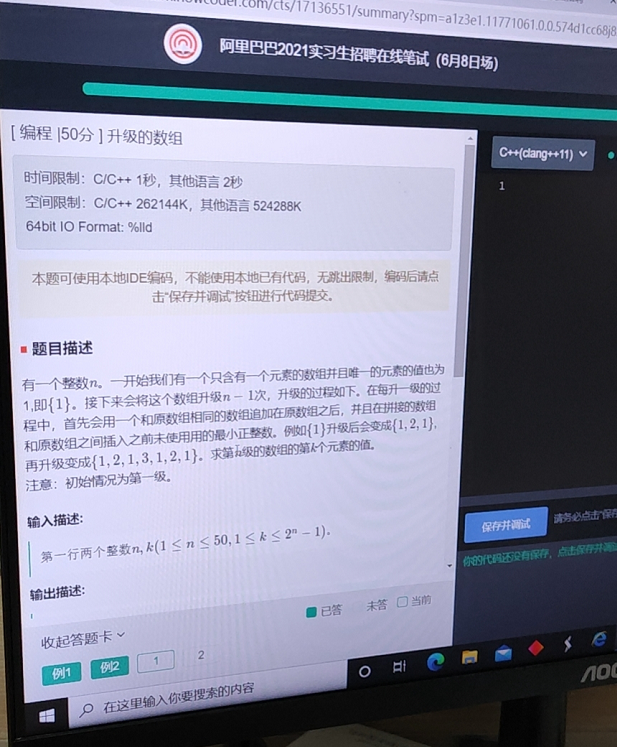 nowcoder.com/cts/17136551/summary?spm=a1z3e1.11771061.0.0.574d1cc68j8
阿里巴巴2021实习生招聘在线笔试（6月8日场）
[ 编程 |50分 ] 升级的数组
C++(clang++11)
时间限制：C/C++ 1秒，其他语言 2秒
空间限制：C/C++ 262144K，其他语言 524288K
64bit IO Format: %lld
1
本题可使用本地IDE编码，不能使用本地已有代码，无跳出限制，编码后请点
击“保存并调试”按钮进行代码提交。
题目描述
有一个整数n。一开始我们有一个只含有一个元素的数组并且唯一的元素的值也为
1,即{1}。接下来会将这个数组升级n − 1次，升级的过程如下。在每升一级的过
程中，首先会用一个和原数组相同的数组追加在原数组之后，并且在拼接的数组
和原数组之间插入之前未使用用的最小正整数。例如{1}升级后会变成{1, 2, 1},
再升级变成{1, 2, 1, 3, 1, 2, 1}。求第n级的数组的第k个元素的值。
注意：初始情况为第一级。
输入描述:
第一行两个整数n, k(1 ≤ n ≤ 50, 1 ≤ k ≤ 2^n − 1)。
输出描述:
保存并调试
请务必点击“保存
你的代码还没有保存，点击保存并调试
已答 未答 当前
收起答题卡
例1 例2 1 2
在这里输入你要搜索的内容
AOC